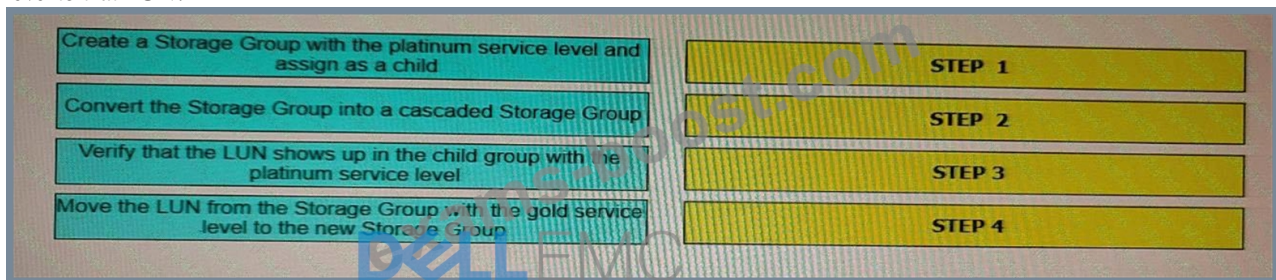 Create a Storage Group with the platinum service level and
assign as a child
STEP 1
Convert the Storage Group into a cascaded Storage Group
STEP 2
Verify that the LUN shows up in the child group with the
platinum service level
STEP 3
Move the LUN from the Storage Group with the gold service
level to the new Storage Group
STEP 4
DELL EMC